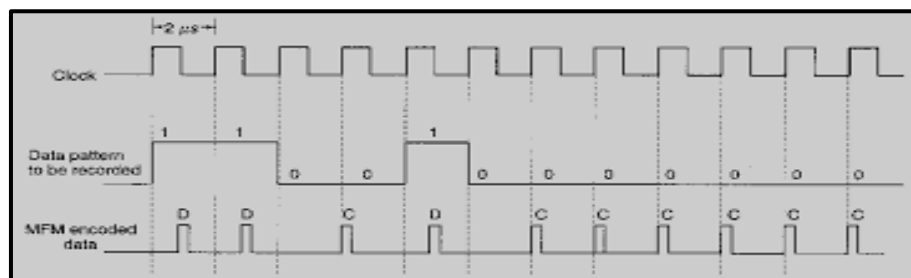 2 μs
Clock
1 1 0 0 1 0 0 0 0 0 0 0
Data pattern
to be recorded
D D C D C C C C C C
MFM encoded
data